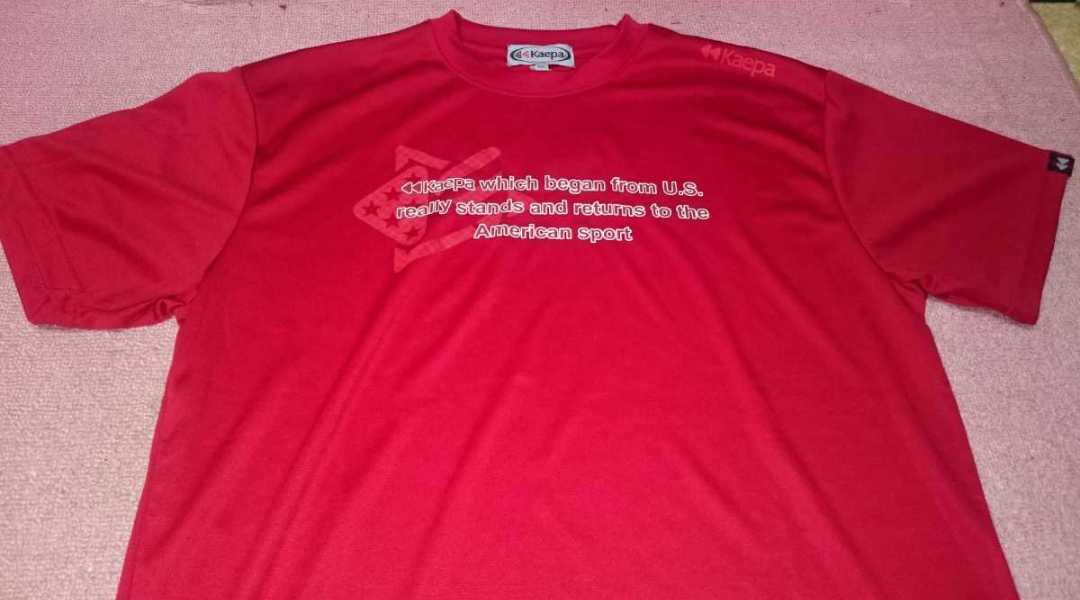 Kaepa
Kaepa
Kaepa which began from U.S.
really stands and returns to the
American sport